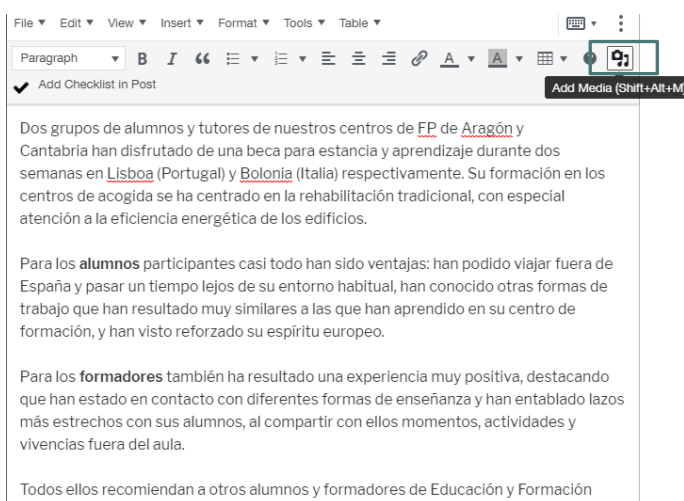 File ▼ Edit ▼ View ▼ Insert ▼ Format ▼ Tools ▼ Table ▼
Paragraph ▼ B I “ A ▼ A ▼
Add Checklist in Post
Add Media (Shift+Alt+M)
Dos grupos de alumnos y tutores de nuestros centros de FP de Aragón y
Cantabria han disfrutado de una beca para estancia y aprendizaje durante dos
semanas en Lisboa (Portugal) y Bolonia (Italia) respectivamente. Su formación en los
centros de acogida se ha centrado en la rehabilitación tradicional, con especial
atención a la eficiencia energética de los edificios.
Para los alumnos participantes casi todo han sido ventajas: han podido viajar fuera de
España y pasar un tiempo lejos de su entorno habitual, han conocido otras formas de
trabajo que han resultado muy similares a las que han aprendido en su centro de
formación, y han visto reforzado su espíritu europeo.
Para los formadores también ha resultado una experiencia muy positiva, destacando
que han estado en contacto con diferentes formas de enseñanza y han entablado lazos
más estrechos con sus alumnos, al compartir con ellos momentos, actividades y
vivencias fuera del aula.
Todos ellos recomiendan a otros alumnos y formadores de Educación y Formación